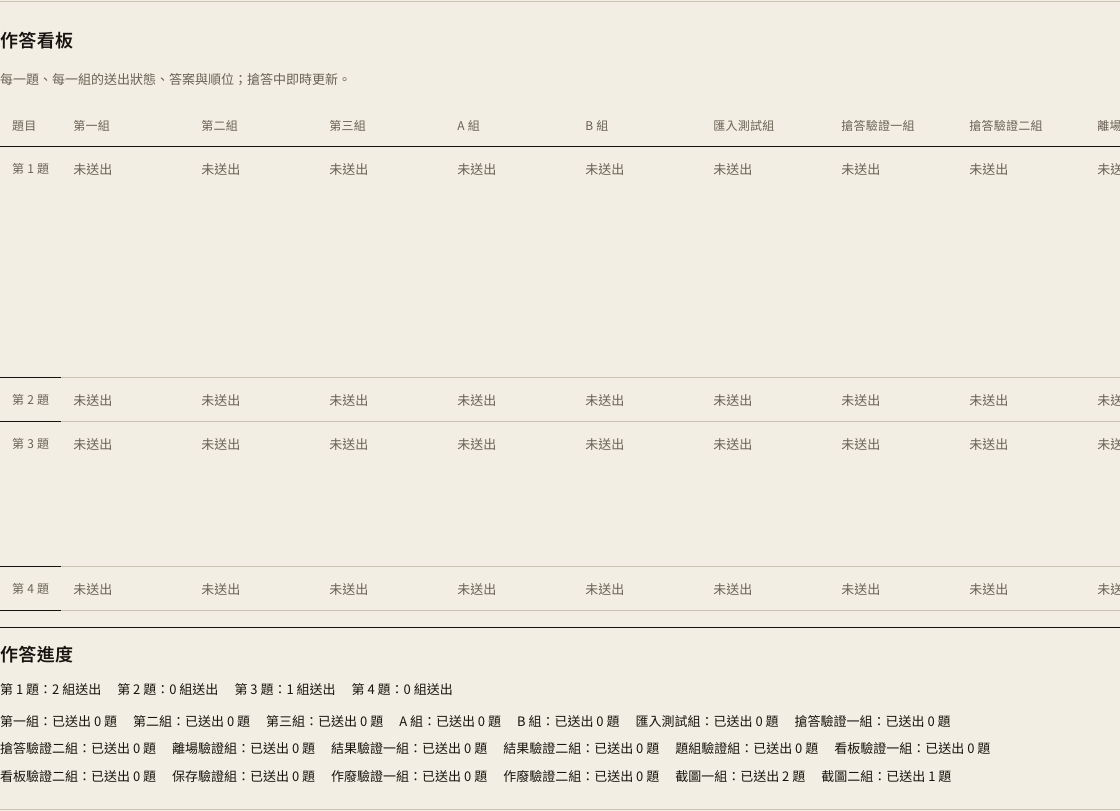 作答看板
每一題、每一組的送出狀態、答案與順位；搶答中即時更新。
題目 第一組 第二組 第三組 A 組 B 組 匯入測試組 搶答驗證一組 搶答驗證二組 離場
第 1 題 未送出 未送出 未送出 未送出 未送出 未送出 未送出 未送出 未送
第 2 題 未送出 未送出 未送出 未送出 未送出 未送出 未送出 未送出 未送
第 3 題 未送出 未送出 未送出 未送出 未送出 未送出 未送出 未送出 未送
第 4 題 未送出 未送出 未送出 未送出 未送出 未送出 未送出 未送出 未送
作答進度
第 1 題：2 組送出 第 2 題：0 組送出 第 3 題：1 組送出 第 4 題：0 組送出
第一組：已送出 0 題 第二組：已送出 0 題 第三組：已送出 0 題 A 組：已送出 0 題 B 組：已送出 0 題 匯入測試組：已送出 0 題 搶答驗證一組：已送出 0 題
搶答驗證二組：已送出 0 題 離場驗證組：已送出 0 題 結果驗證一組：已送出 0 題 結果驗證二組：已送出 0 題 題組驗證組：已送出 0 題 看板驗證一組：已送出 0 題
看板驗證二組：已送出 0 題 保存驗證組：已送出 0 題 作廢驗證一組：已送出 0 題 作廢驗證二組：已送出 0 題 截圖一組：已送出 2 題 截圖二組：已送出 1 題